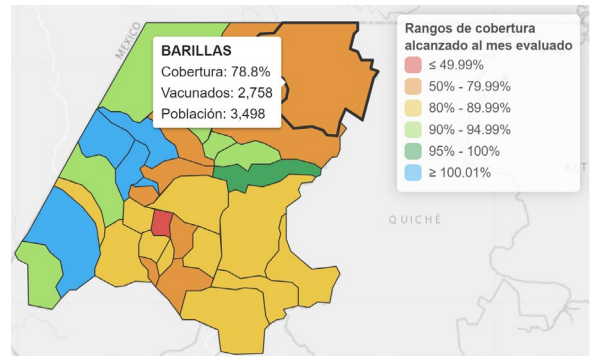 MEXICO
BARILLAS
Cobertura: 78.8%
Vacunados: 2,758
Población: 3,498
Rangos de cobertura
alcanzado al mes evaluado
≤ 49.99%
50% - 79.99%
80% - 89.99%
90% - 94.99%
95% - 100%
≥ 100.01%
QUICHÉ